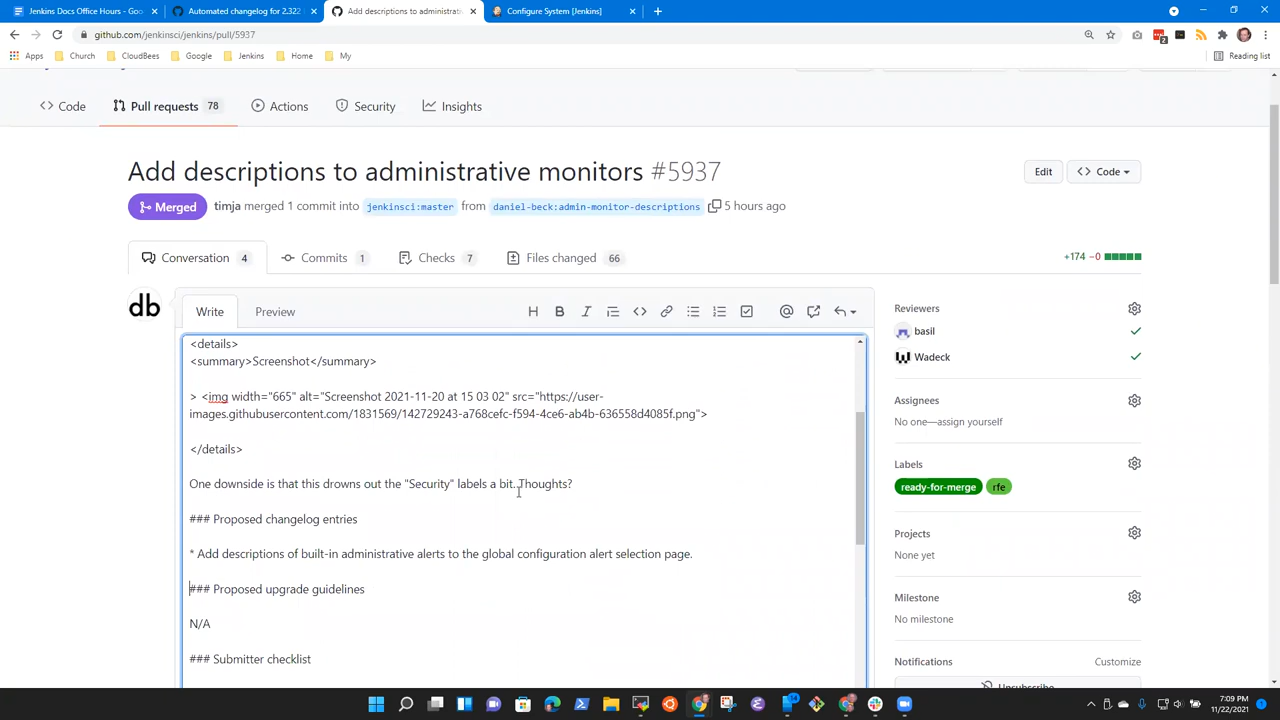 Jenkins Docs Office Hours - Goo
Automated changelog for 2.322
Add descriptions to administrati
Configure System [Jenkins]
github.com/jenkinsci/jenkins/pull/5937
Apps
Church
CloudBees
Google
Jenkins
Home
My
Reading list
Code
Pull requests 78
Actions
Security
Insights
Add descriptions to administrative monitors #5937
Edit
Code
Merged
timja merged 1 commit into jenkinsci:master from daniel-beck:admin-monitor-descriptions 5 hours ago
Conversation 4
Commits 1
Checks 7
Files changed 66
+174 −0
db
Write
Preview
<details>
<summary>Screenshot</summary>
> <img width="665" alt="Screenshot 2021-11-20 at 15 03 02" src="https://user-
images.githubusercontent.com/1831569/142729243-a768cefc-f594-4ce6-ab4b-636558d4085f.png">
</details>
One downside is that this drowns out the "Security" labels a bit. Thoughts?
### Proposed changelog entries
* Add descriptions of built-in administrative alerts to the global configuration alert selection page.
### Proposed upgrade guidelines
N/A
### Submitter checklist
Reviewers
basil
Wadeck
Assignees
No one—assign yourself
Labels
ready-for-merge
rfe
Projects
None yet
Milestone
No milestone
Notifications
Customize
Unsubscribe
7:09 PM
11/22/2021